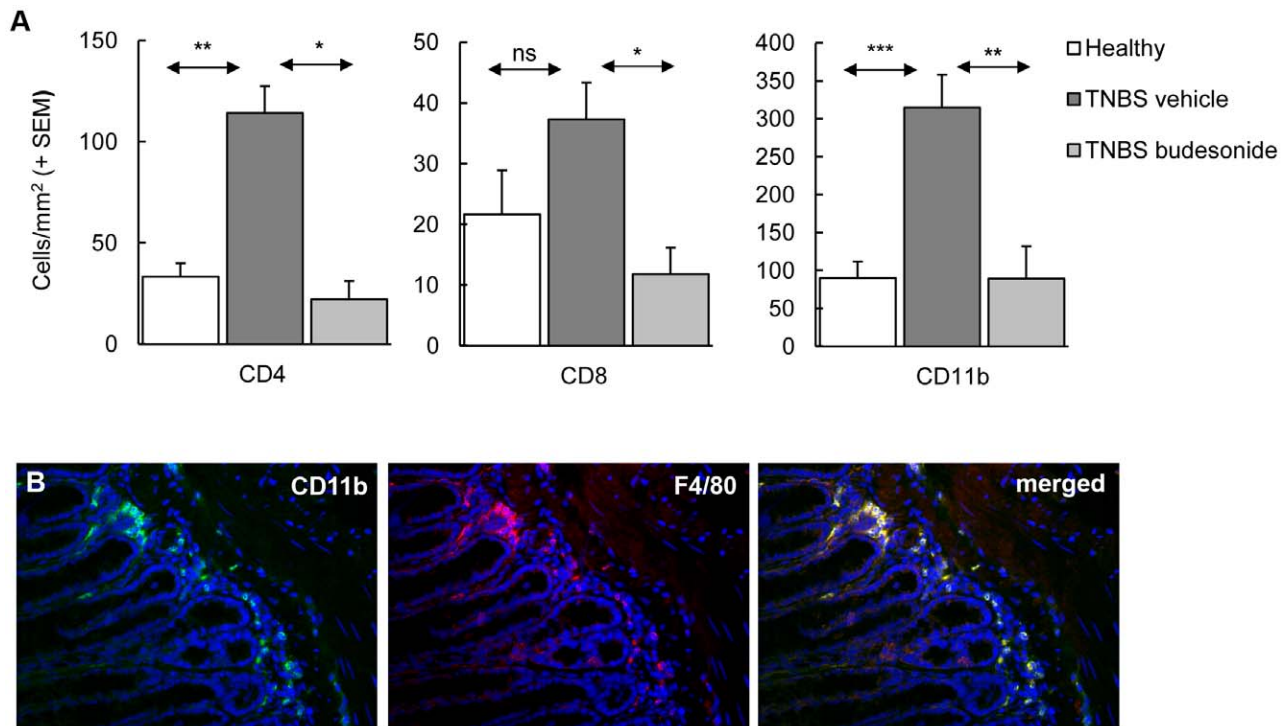 A
Cells/mm² (+ SEM)
150
100
50
0
**
*
CD4
50
40
30
20
10
0
ns
*
CD8
400
350
300
250
200
150
100
50
0
***
**
CD11b
Healthy
TNBS vehicle
TNBS budesonide
B
CD11b
F4/80
merged